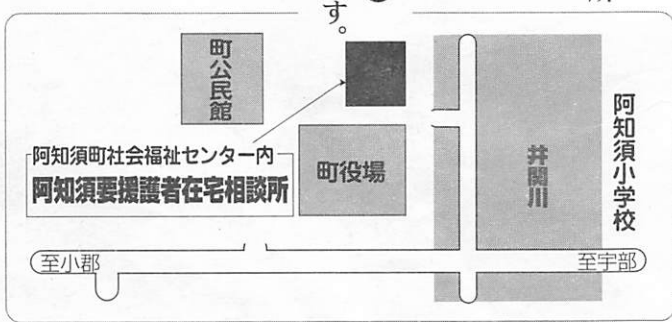 す。
町公民館
阿知須町社会福祉センター内
阿知須要援護者在宅相談所
町役場
井関川
阿知須小学校
至小郡
至宇部